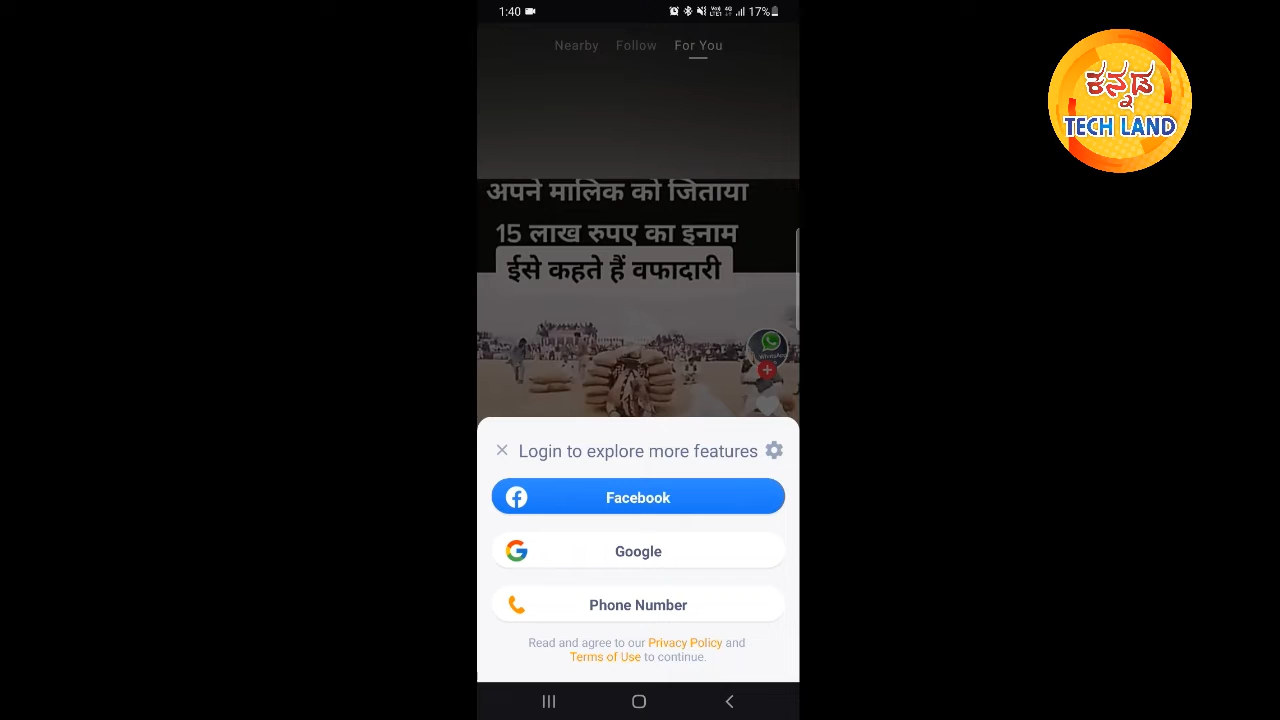 1:40
17%
Nearby Follow For You
ಕನ್ನಡ
TECH LAND
अपने मालिक को जिताया
15 लाख रुपए का इनाम
ईसे कहते हैं वफादारी
Login to explore more features
Facebook
Google
Phone Number
Read and agree to our Privacy Policy and
Terms of Use to continue.